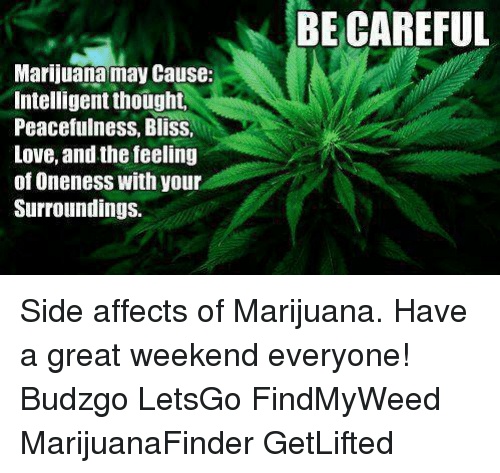 BE CAREFUL
Marijuana may Cause:
Intelligent thought,
Peacefulness, Bliss,
Love, and the feeling
of Oneness with your
Surroundings.
Side affects of Marijuana. Have
a great weekend everyone!
Budzgo LetsGo FindMyWeed
MarijuanaFinder GetLifted